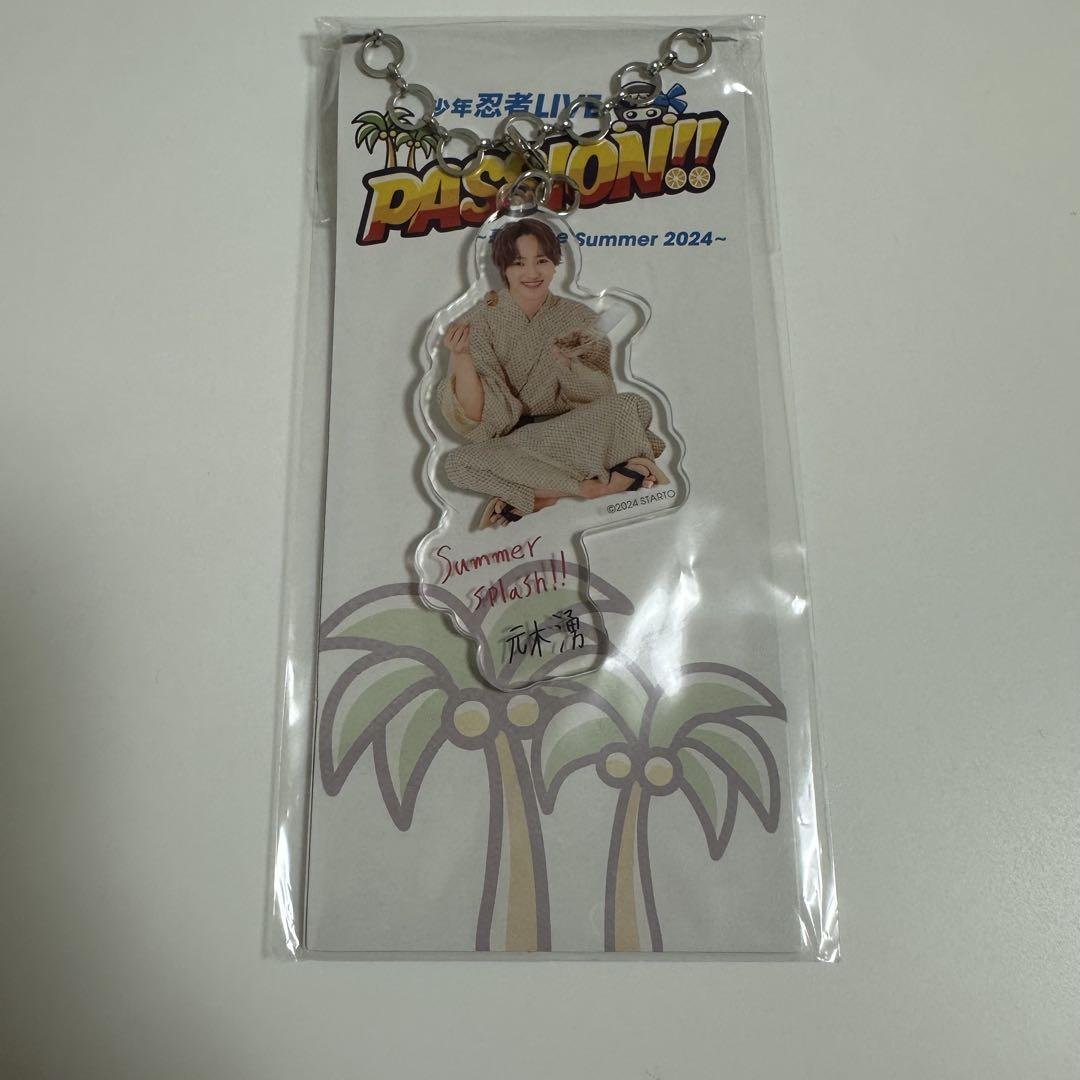 少年忍者LIVE
PASSION!!
Summer 2024~
©2024 STARTO
Summer
splash!!
元木湧